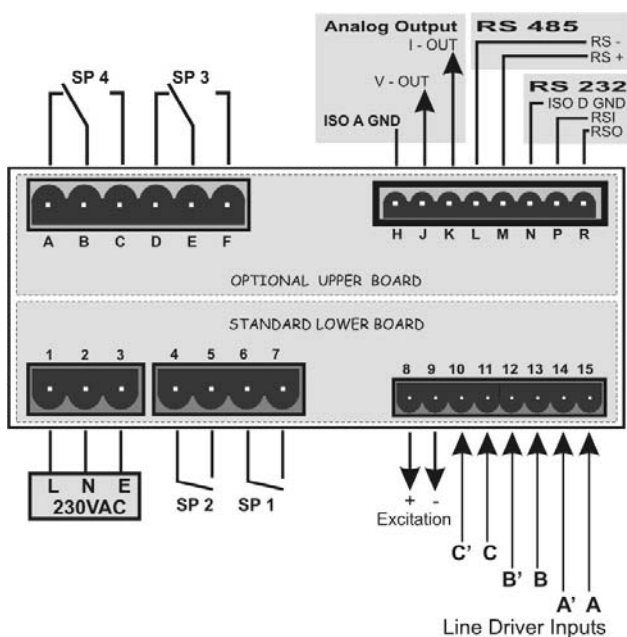 Analog Output
RS 485
I - OUT
RS -
RS +
SP 4
SP 3
V - OUT
RS 232
ISO D GND
ISO A GND
RSI
RSO
A B C D E F
H J K L M N P R
OPTIONAL UPPER BOARD
STANDARD LOWER BOARD
1 2 3 4 5 6 7
8 9 10 11 12 13 14 15
L N E
230VAC
SP 2
SP 1
+ -
Excitation
C' C
B' B
A' A
Line Driver Inputs